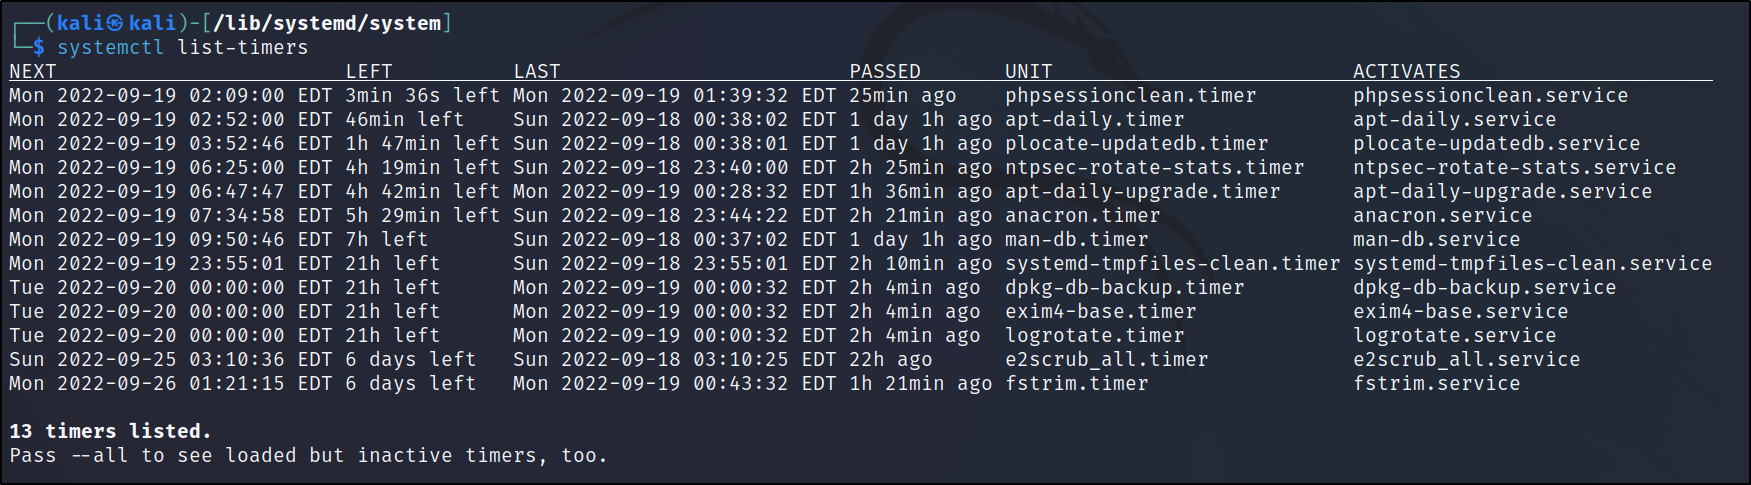 ┌──(kali㉿kali)-[/lib/systemd/system]
└─$ systemctl list-timers
NEXT                        LEFT          LAST                        PASSED       UNIT                         ACTIVATES
Mon 2022-09-19 02:09:00 EDT 3min 36s left Mon 2022-09-19 01:39:32 EDT 25min ago    phpsessionclean.timer        phpsessionclean.service
Mon 2022-09-19 02:52:00 EDT 46min left    Sun 2022-09-18 00:38:02 EDT 1 day 1h ago apt-daily.timer              apt-daily.service
Mon 2022-09-19 03:52:46 EDT 1h 47min left Sun 2022-09-18 00:38:01 EDT 1 day 1h ago plocate-updatedb.timer       plocate-updatedb.service
Mon 2022-09-19 06:25:00 EDT 4h 19min left Sun 2022-09-18 23:40:00 EDT 2h 25min ago ntpsec-rotate-stats.timer    ntpsec-rotate-stats.service
Mon 2022-09-19 06:47:47 EDT 4h 42min left Mon 2022-09-19 00:28:32 EDT 1h 36min ago apt-daily-upgrade.timer      apt-daily-upgrade.service
Mon 2022-09-19 07:34:58 EDT 5h 29min left Sun 2022-09-18 23:44:22 EDT 2h 21min ago anacron.timer                anacron.service
Mon 2022-09-19 09:50:46 EDT 7h left       Sun 2022-09-18 00:37:02 EDT 1 day 1h ago man-db.timer                 man-db.service
Mon 2022-09-19 23:55:01 EDT 21h left      Sun 2022-09-18 23:55:01 EDT 2h 10min ago systemd-tmpfiles-clean.timer systemd-tmpfiles-clean.service
Tue 2022-09-20 00:00:00 EDT 21h left      Mon 2022-09-19 00:00:32 EDT 2h 4min ago  dpkg-db-backup.timer         dpkg-db-backup.service
Tue 2022-09-20 00:00:00 EDT 21h left      Mon 2022-09-19 00:00:32 EDT 2h 4min ago  exim4-base.timer             exim4-base.service
Tue 2022-09-20 00:00:00 EDT 21h left      Mon 2022-09-19 00:00:32 EDT 2h 4min ago  logrotate.timer              logrotate.service
Sun 2022-09-25 03:10:36 EDT 6 days left   Sun 2022-09-18 03:10:25 EDT 22h ago      e2scrub_all.timer            e2scrub_all.service
Mon 2022-09-26 01:21:15 EDT 6 days left   Mon 2022-09-19 00:43:32 EDT 1h 21min ago fstrim.timer                 fstrim.service
13 timers listed.
Pass --all to see loaded but inactive timers, too.